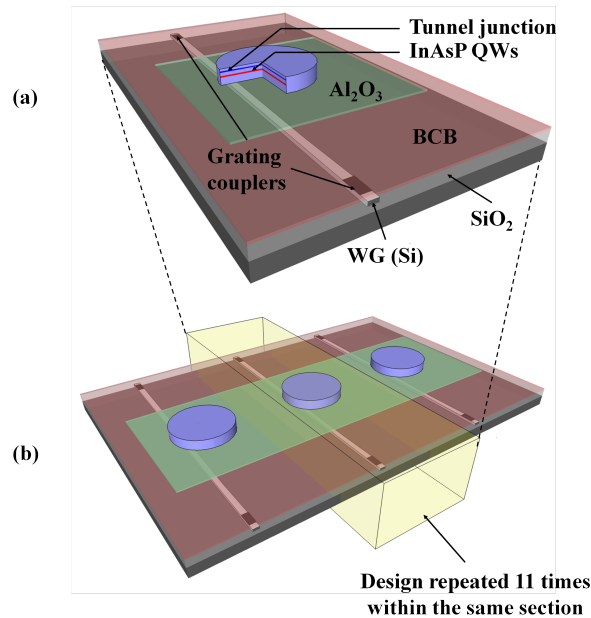 (a)
Tunnel junction
InAsP QWs
Al₂O₃
BCB
Grating
couplers
SiO₂
WG (Si)
(b)
Design repeated 11 times
within the same section